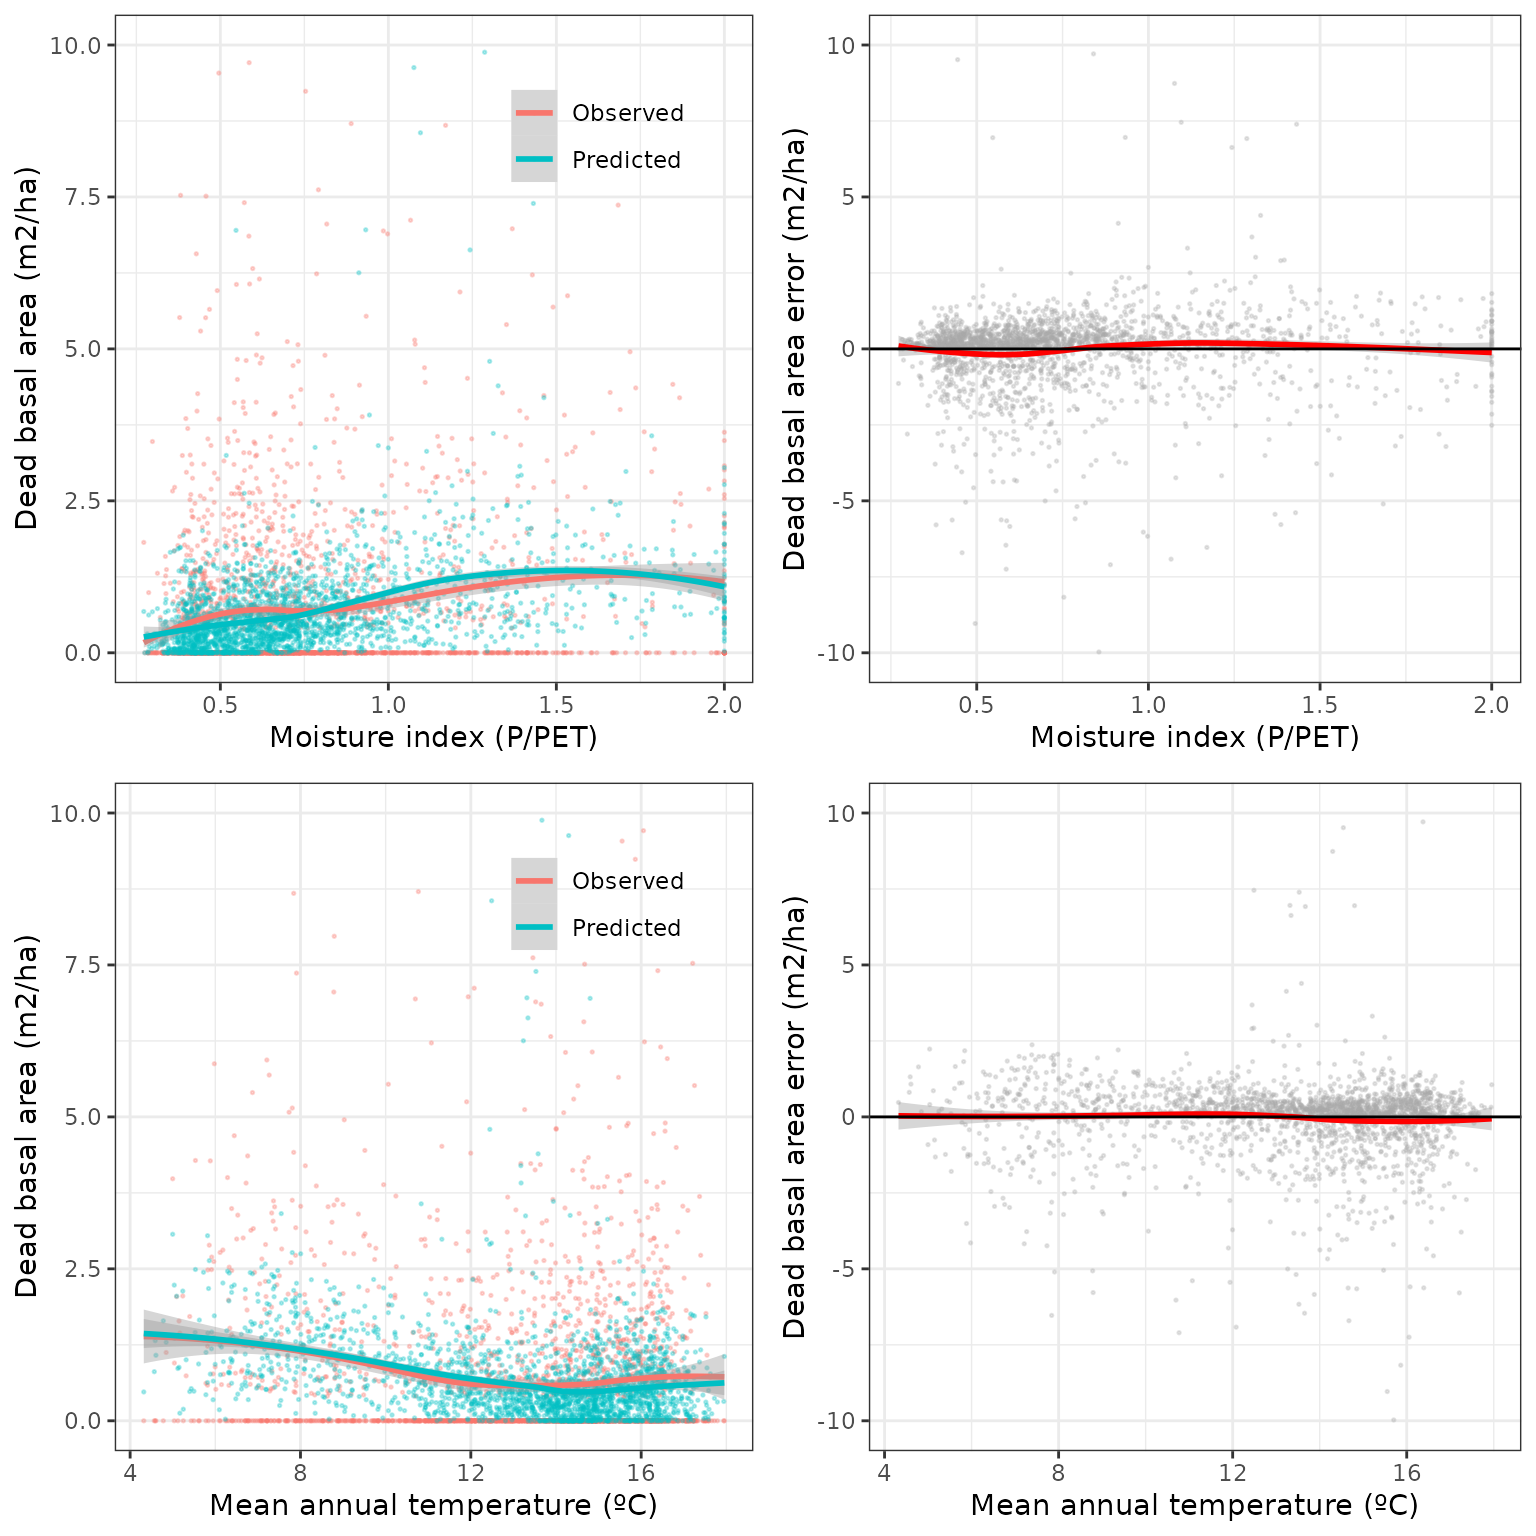 10.0
7.5
5.0
2.5
0.0
Dead basal area (m2/ha)
Observed
Predicted
0.5 1.0 1.5 2.0
Moisture index (P/PET)
10
5
0
-5
-10
Dead basal area error (m2/ha)
0.5 1.0 1.5 2.0
Moisture index (P/PET)
10.0
7.5
5.0
2.5
0.0
Dead basal area (m2/ha)
Observed
Predicted
4 8 12 16
Mean annual temperature (ºC)
10
5
0
-5
-10
Dead basal area error (m2/ha)
4 8 12 16
Mean annual temperature (ºC)